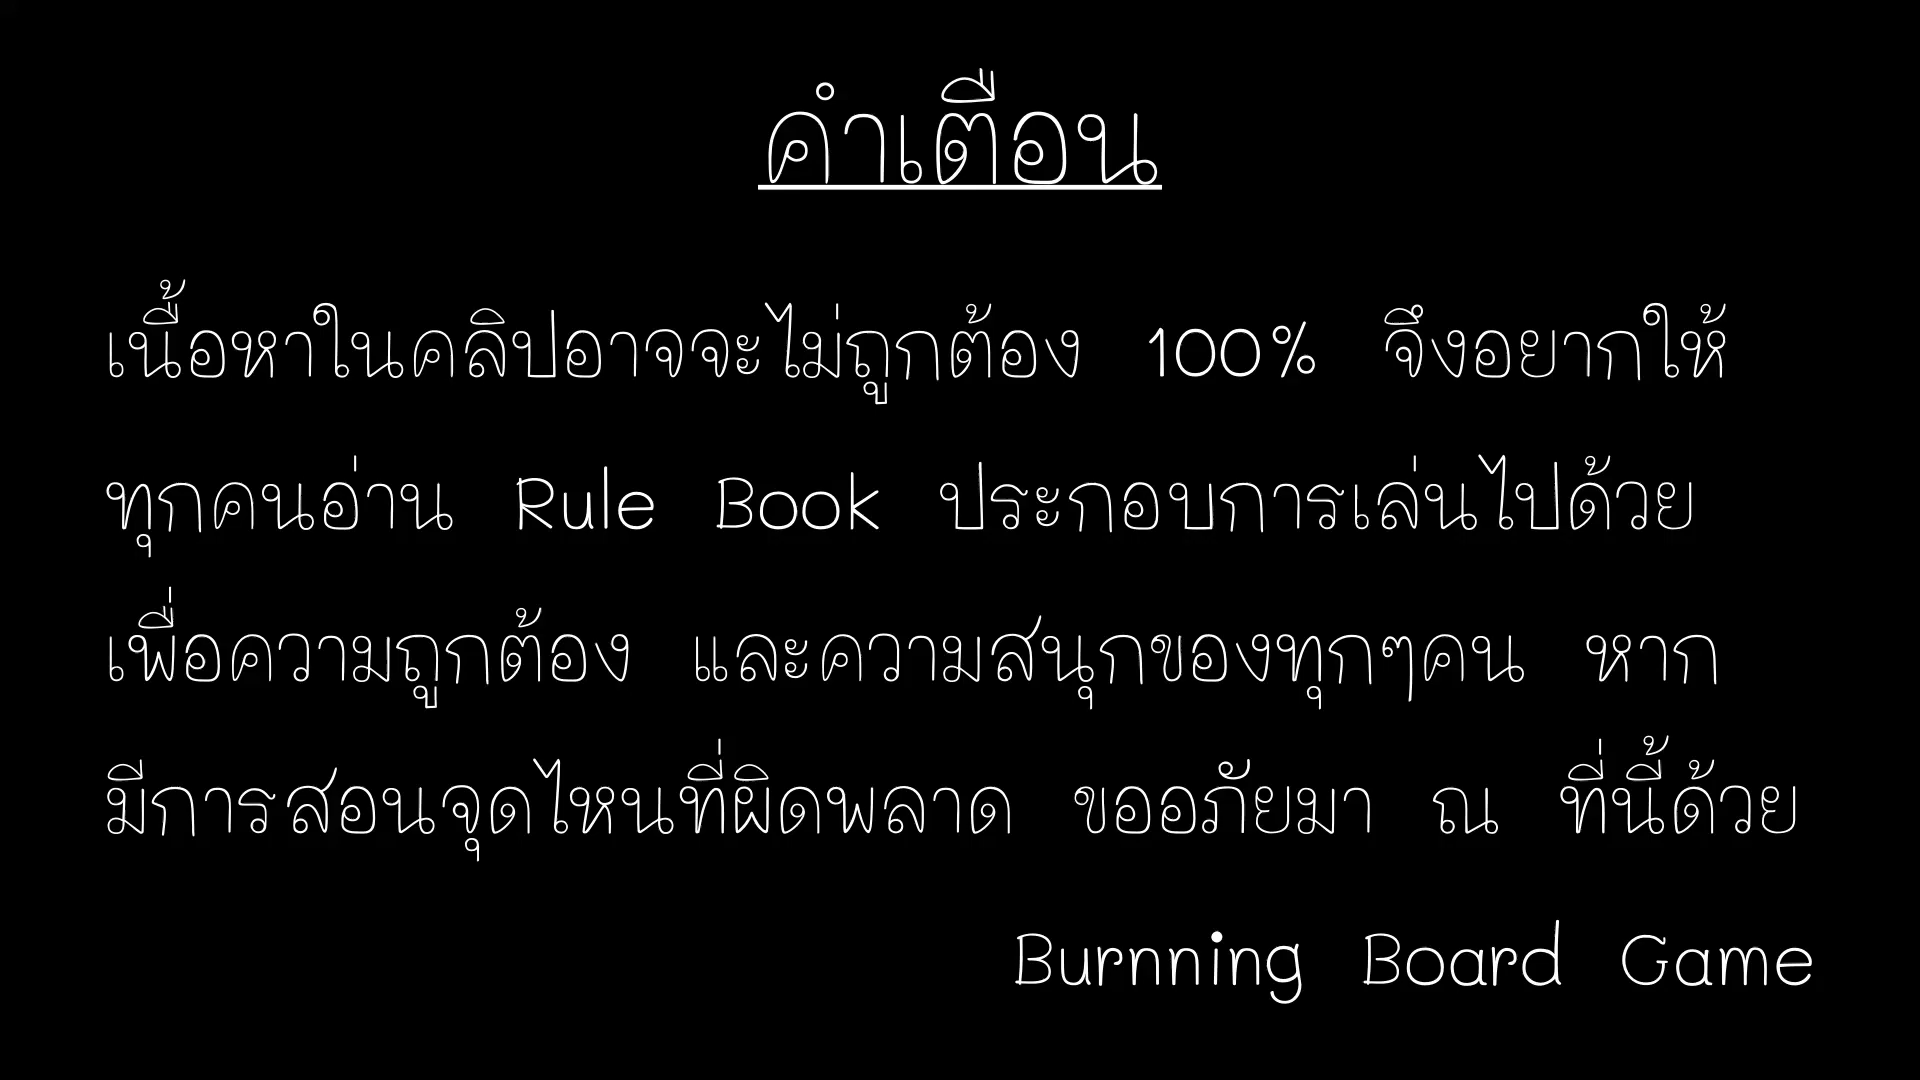 คำเตือน
เนื้อหาในคลิปอาจจะไม่ถูกต้อง 100% จึงอยากให้
ทุกคนอ่าน Rule Book ประกอบการเล่นไปด้วย
เพื่อความถูกต้อง และความสนุกของทุกๆคน หาก
มีการสอนจุดไหนที่ผิดพลาด ขออภัยมา ณ ที่นี้ด้วย
Burnning Board Game